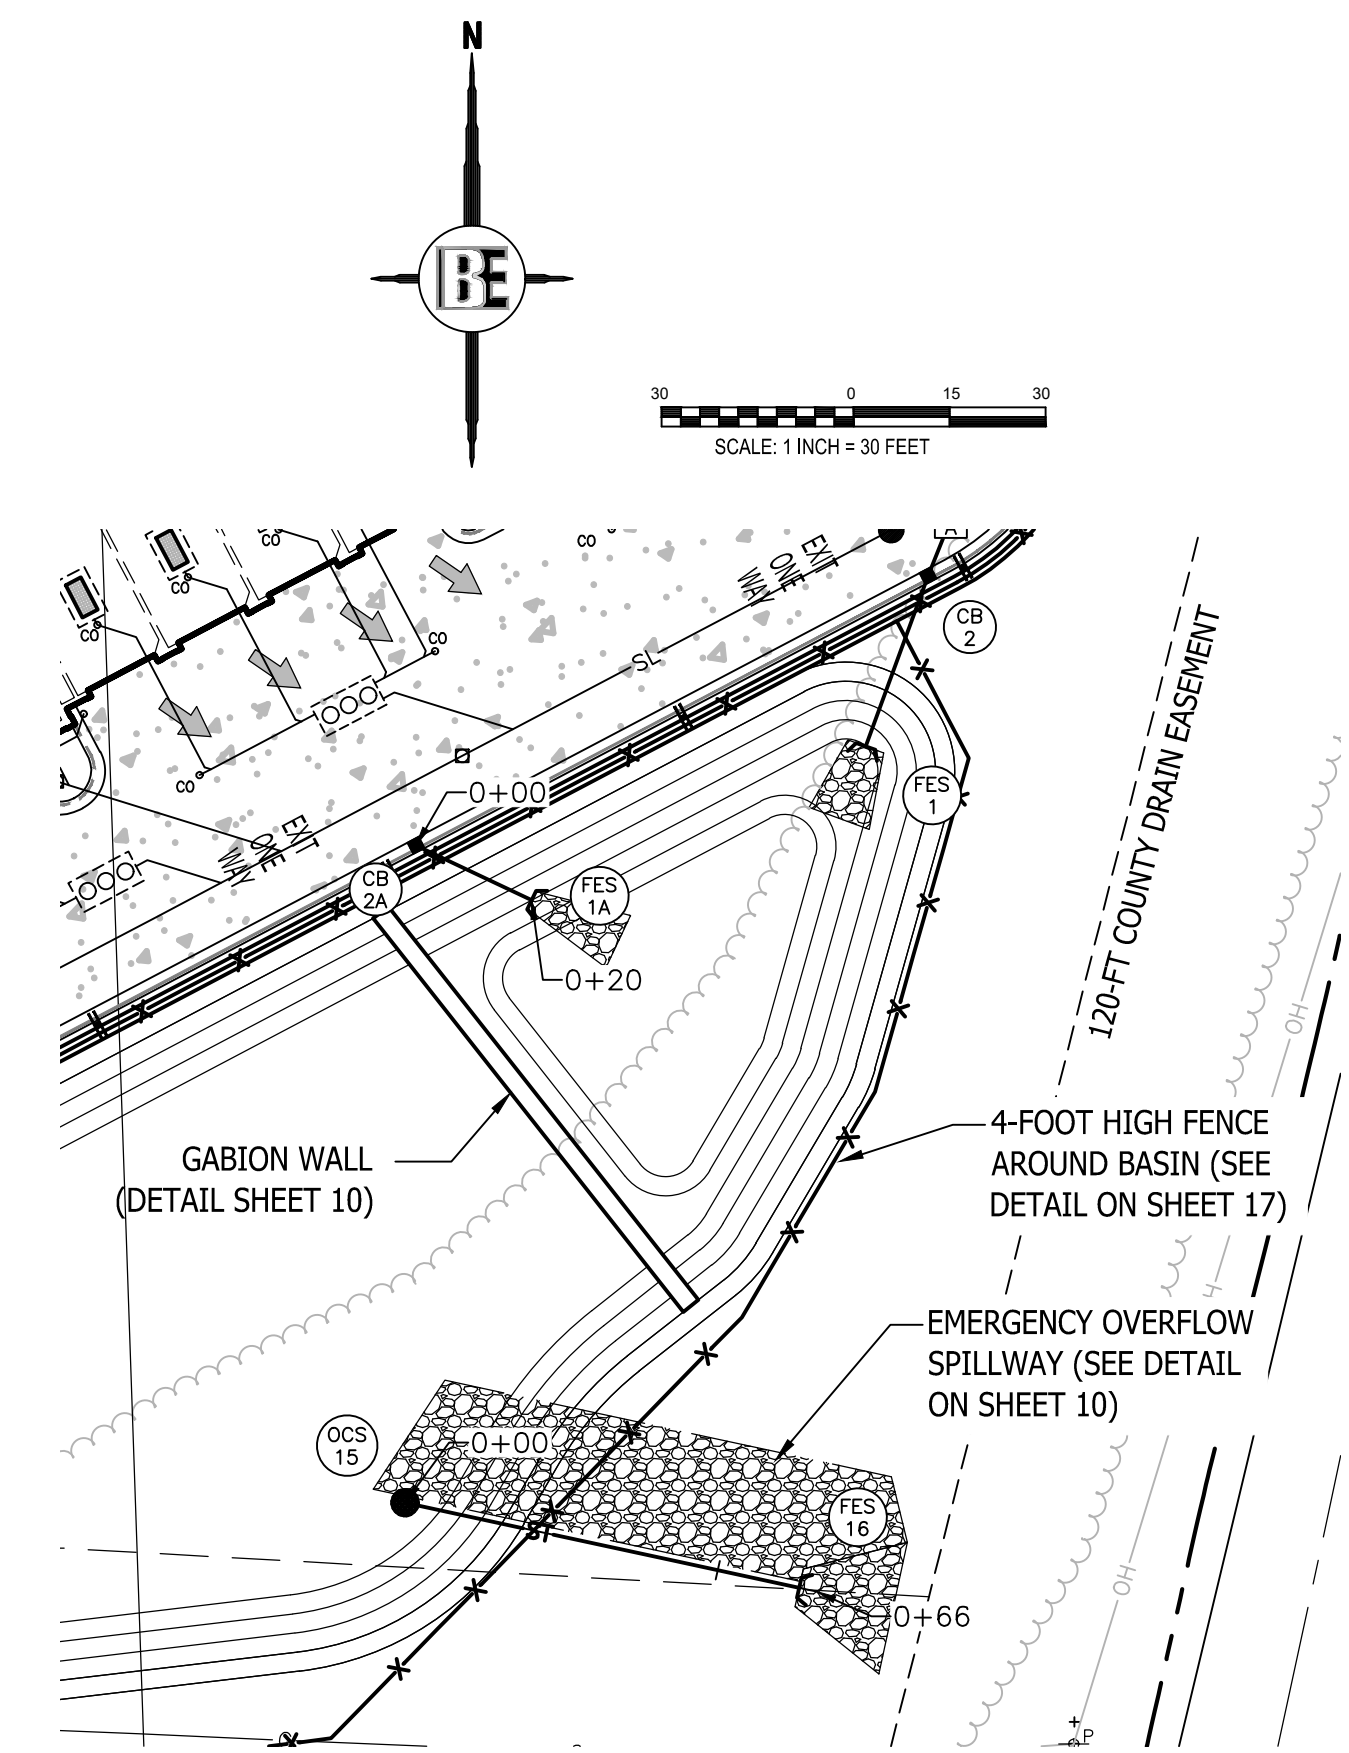 N
BE
30 0 15 30
SCALE: 1 INCH = 30 FEET
CO
CO
CO
CO
CO
CO
A
EXIT
ONE
WAY
CB
2
SL
120-FT COUNTY DRAIN EASEMENT
0+00
FES
1
EXIT
ONE
WAY
CB
2A
FES
1A
0+20
OH
GABION WALL
(DETAIL SHEET 10)
4-FOOT HIGH FENCE
AROUND BASIN (SEE
DETAIL ON SHEET 17)
H
EMERGENCY OVERFLOW
SPILLWAY (SEE DETAIL
ON SHEET 10)
OCS
15
0+00
FES
16
ST
OH
0+66
P